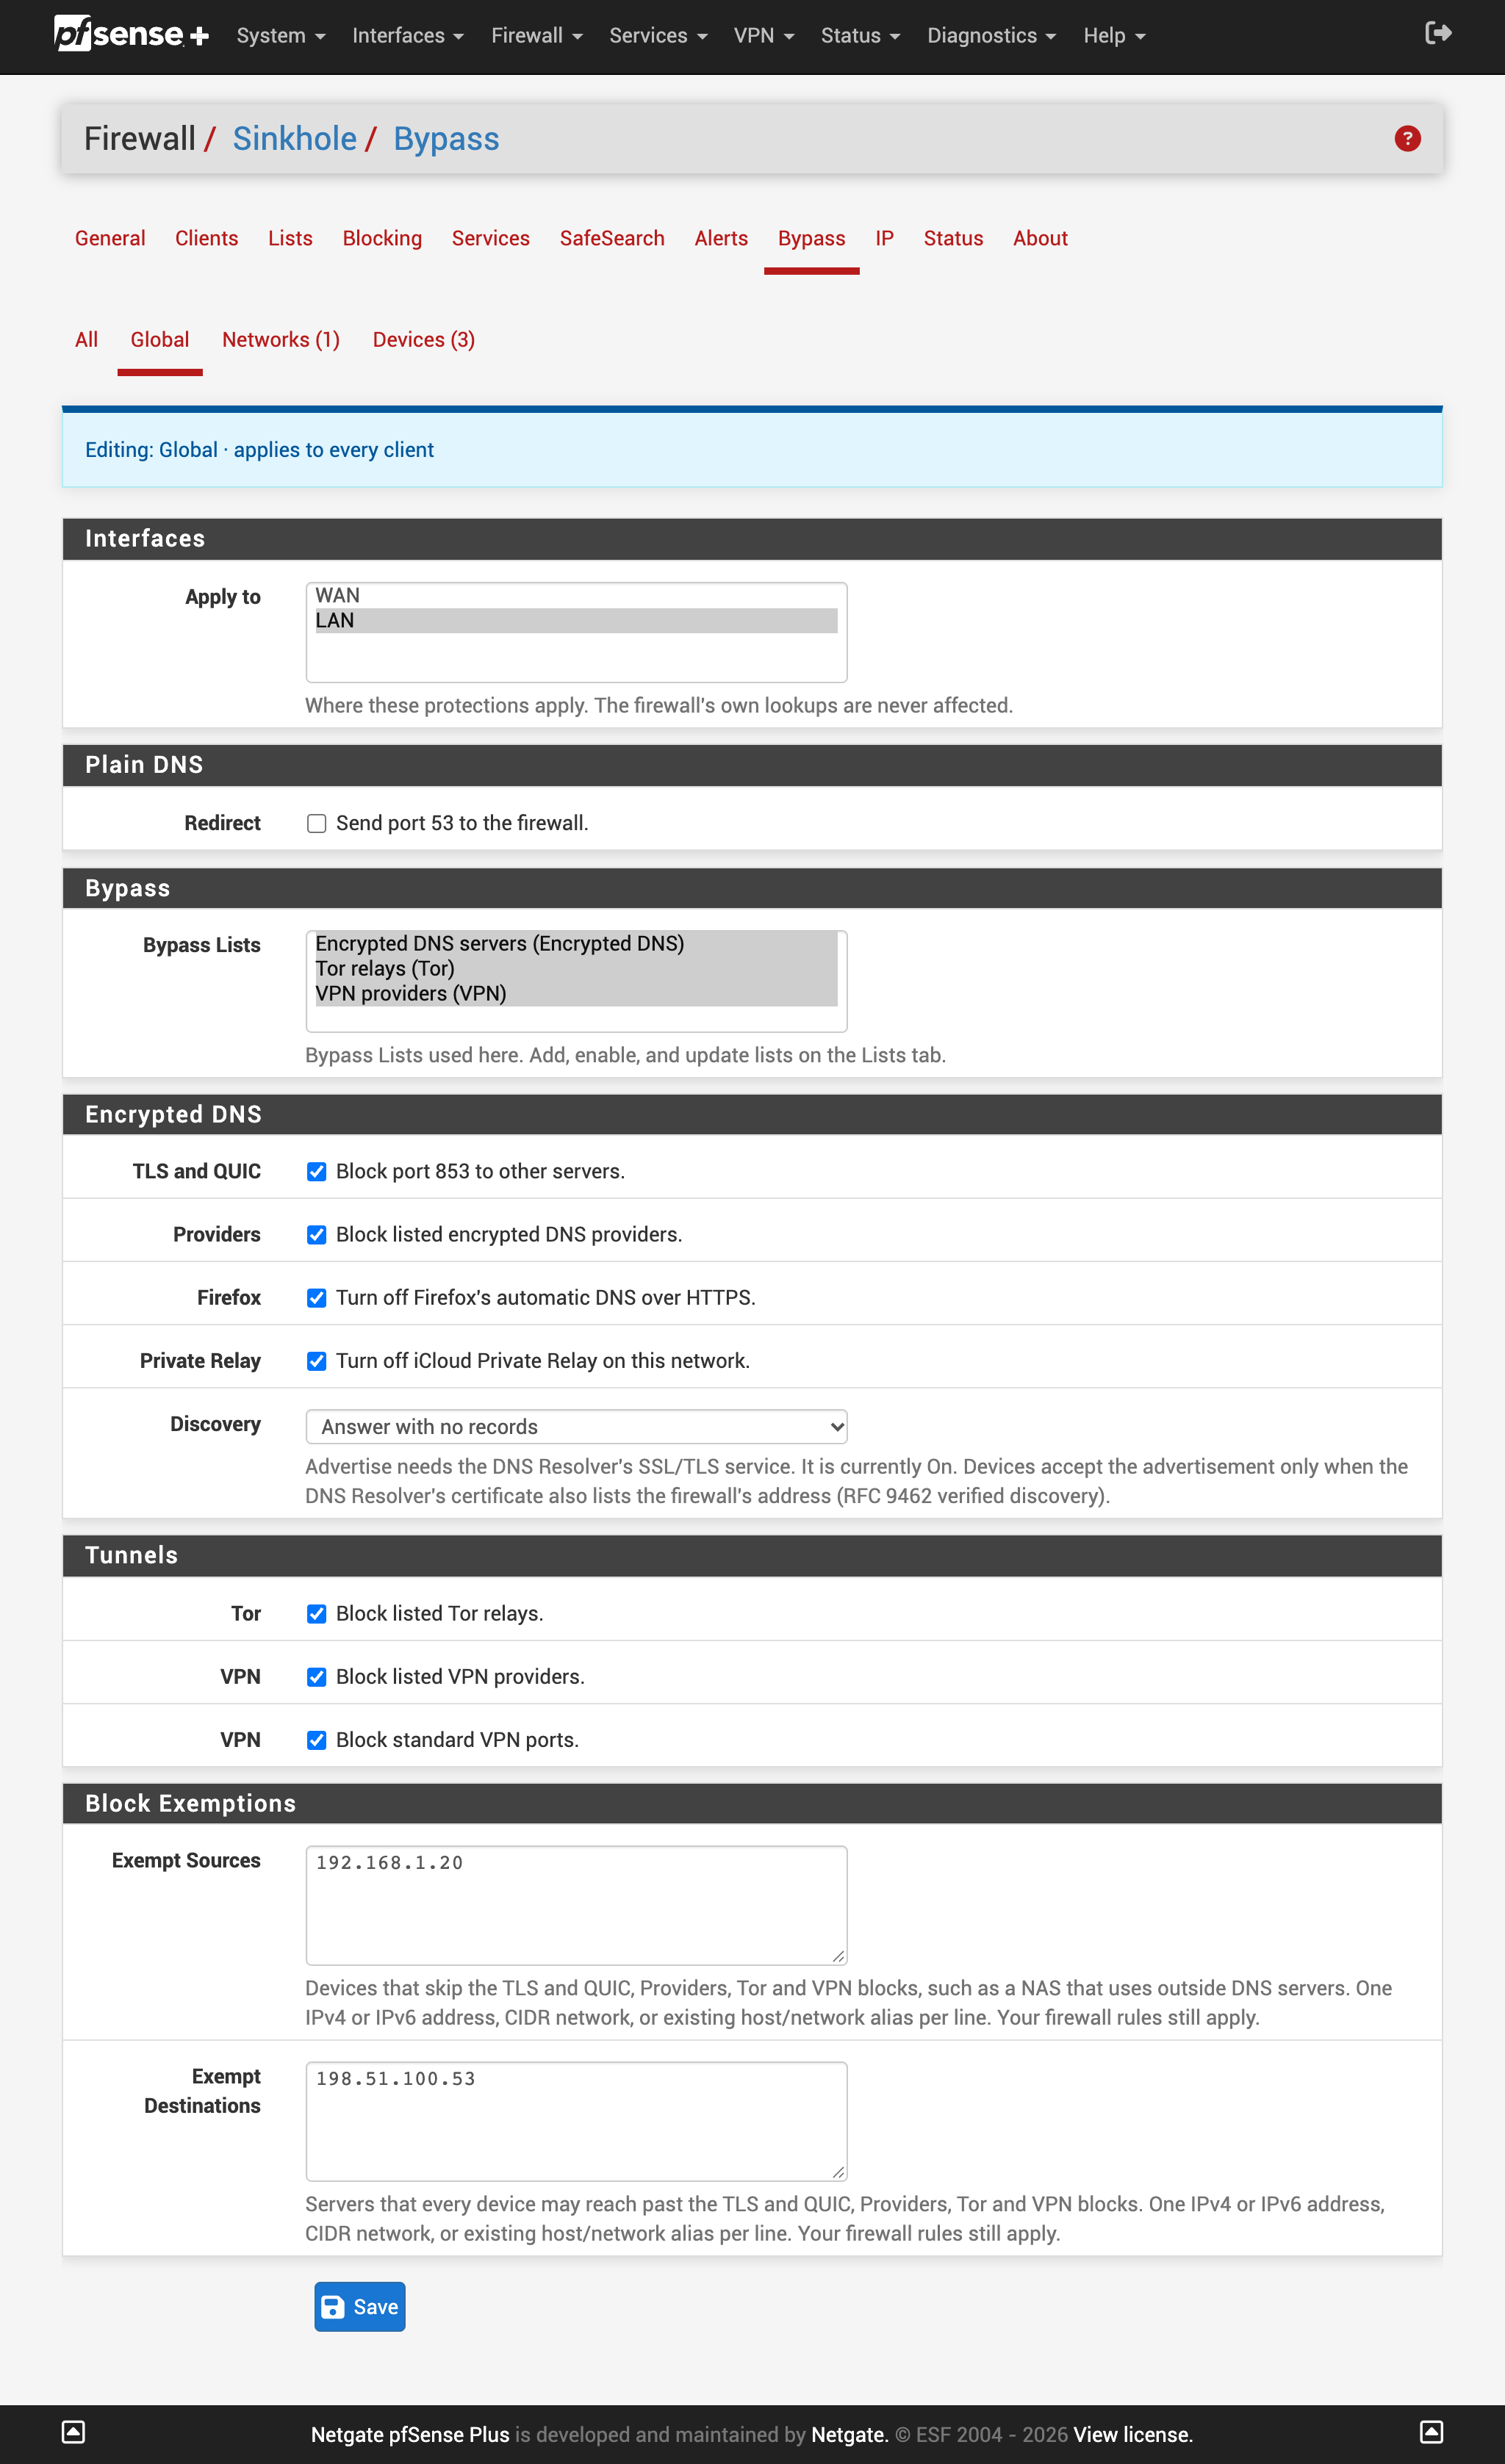 pfsense +
System
Interfaces
Firewall
Services
VPN
Status
Diagnostics
Help
Firewall / Sinkhole / Bypass
?
General
Clients
Lists
Blocking
Services
SafeSearch
Alerts
Bypass
IP
Status
About
All
Global
Networks (1)
Devices (3)
Editing: Global · applies to every client
Interfaces
Apply to
WAN
LAN
Where these protections apply. The firewall's own lookups are never affected.
Plain DNS
Redirect
Send port 53 to the firewall.
Bypass
Bypass Lists
Encrypted DNS servers (Encrypted DNS)
Tor relays (Tor)
VPN providers (VPN)
Bypass Lists used here. Add, enable, and update lists on the Lists tab.
Encrypted DNS
TLS and QUIC
Block port 853 to other servers.
Providers
Block listed encrypted DNS providers.
Firefox
Turn off Firefox's automatic DNS over HTTPS.
Private Relay
Turn off iCloud Private Relay on this network.
Discovery
Answer with no records
Advertise needs the DNS Resolver's SSL/TLS service. It is currently On. Devices accept the advertisement only when the
DNS Resolver's certificate also lists the firewall's address (RFC 9462 verified discovery).
Tunnels
Tor
Block listed Tor relays.
VPN
Block listed VPN providers.
VPN
Block standard VPN ports.
Block Exemptions
Exempt Sources
192.168.1.20
Devices that skip the TLS and QUIC, Providers, Tor and VPN blocks, such as a NAS that uses outside DNS servers. One
IPv4 or IPv6 address, CIDR network, or existing host/network alias per line. Your firewall rules still apply.
Exempt
Destinations
198.51.100.53
Servers that every device may reach past the TLS and QUIC, Providers, Tor and VPN blocks. One IPv4 or IPv6 address,
CIDR network, or existing host/network alias per line. Your firewall rules still apply.
Save
Netgate pfSense Plus is developed and maintained by Netgate. © ESF 2004 - 2026 View license.